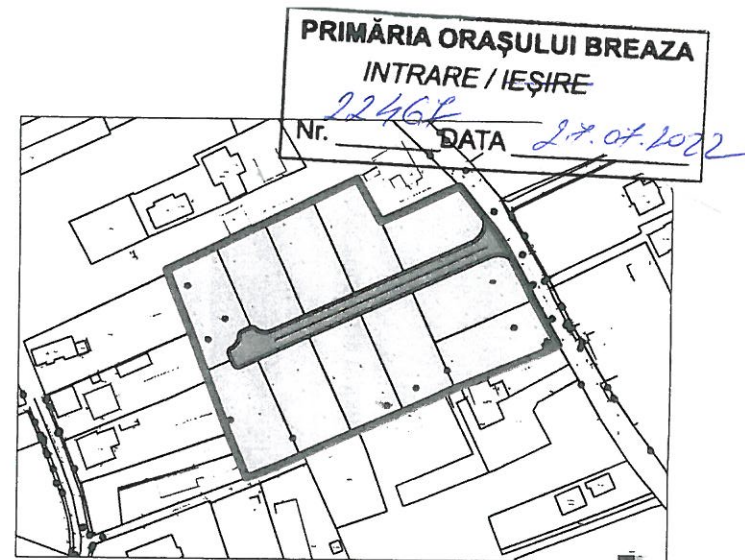 PRIMĂRIA ORAŞULUI BREAZA
INTRARE / IEŞIRE
Nr. 22467 DATA 27.07.2022